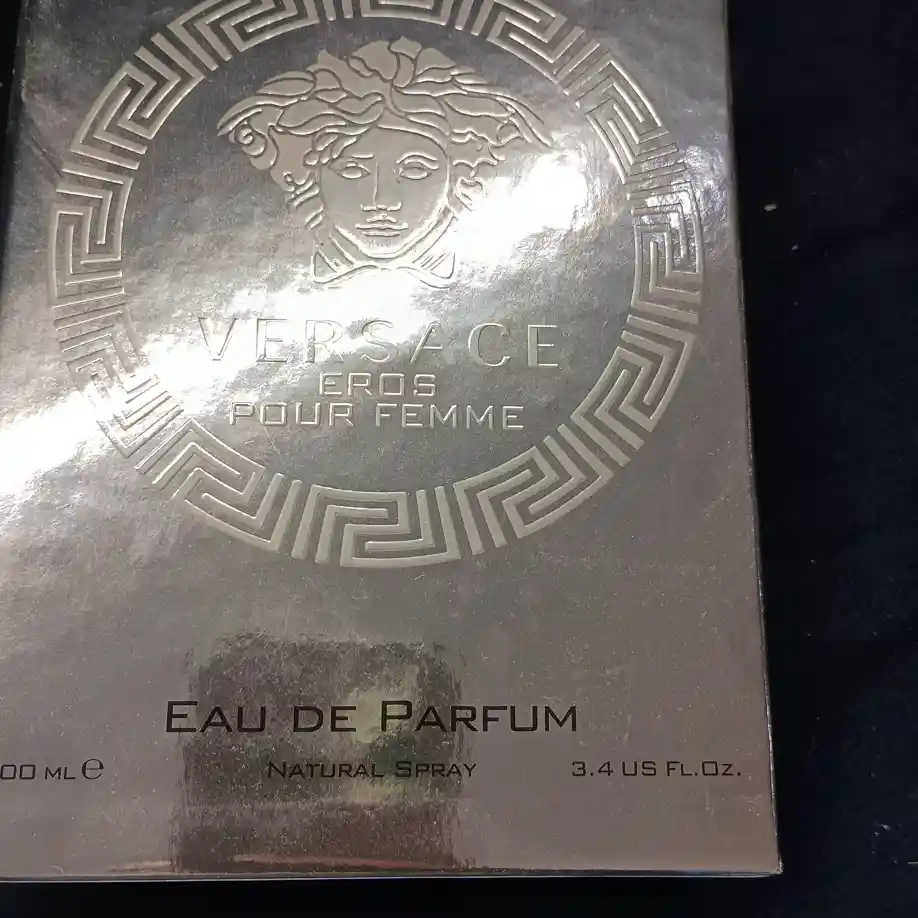 VERSACE
EROS
POUR FEMME
EAU DE PARFUM
00 ML e
NATURAL SPRAY
3.4 US FL.OZ.